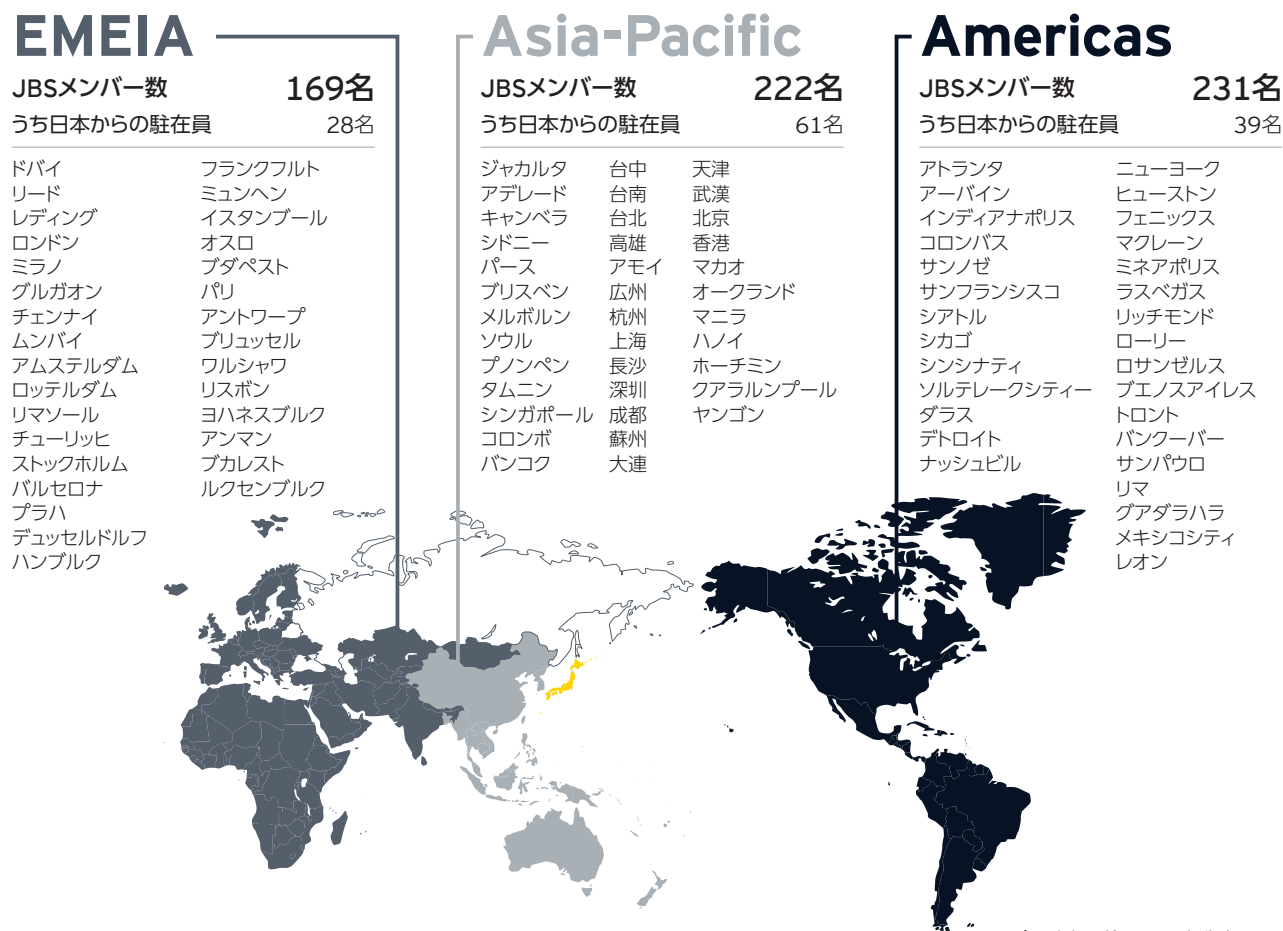 EMEIA
JBSメンバー数 169名
うち日本からの駐在員 28名
ドバイ
リード
レディング
ロンドン
ミラノ
グルガオン
チェンナイ
ムンバイ
アムステルダム
ロッテルダム
リマソール
チューリッヒ
ストックホルム
バルセロナ
プラハ
デュッセルドルフ
ハンブルク
フランクフルト
ミュンヘン
イスタンブール
オスロ
ブダペスト
パリ
アントワープ
ブリュッセル
ワルシャワ
リスボン
ヨハネスブルク
アンマン
ブカレスト
ルクセンブルク
Asia-Pacific
JBSメンバー数 222名
うち日本からの駐在員 61名
ジャカルタ
アデレード
キャンベラ
シドニー
パース
ブリスベン
メルボルン
ソウル
プノンペン
タムニン
シンガポール
コロンボ
バンコク
台中
台南
台北
高雄
アモイ
広州
杭州
上海
長沙
深圳
成都
蘇州
大連
天津
武漢
北京
香港
マカオ
オークランド
マニラ
ハノイ
ホーチミン
クアラルンプール
ヤンゴン
Americas
JBSメンバー数 231名
うち日本からの駐在員 39名
アトランタ
アーバイン
インディアナポリス
コロンバス
サンノゼ
サンフランシスコ
シアトル
シカゴ
シンシナティ
ソルテレークシティー
ダラス
デトロイト
ナッシュビル
ニューヨーク
ヒューストン
フェニックス
マクレーン
ミネアポリス
ラスベガス
リッチモンド
ローリー
ロサンゼルス
ブエノスアイレス
トロント
バンクーバー
サンパウロ
リマ
グアダラハラ
メキシコシティ
レオン